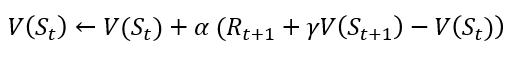 V(S_t) ← V(S_t) + α (R_{t+1} + γV(S_{t+1}) − V(S_t))